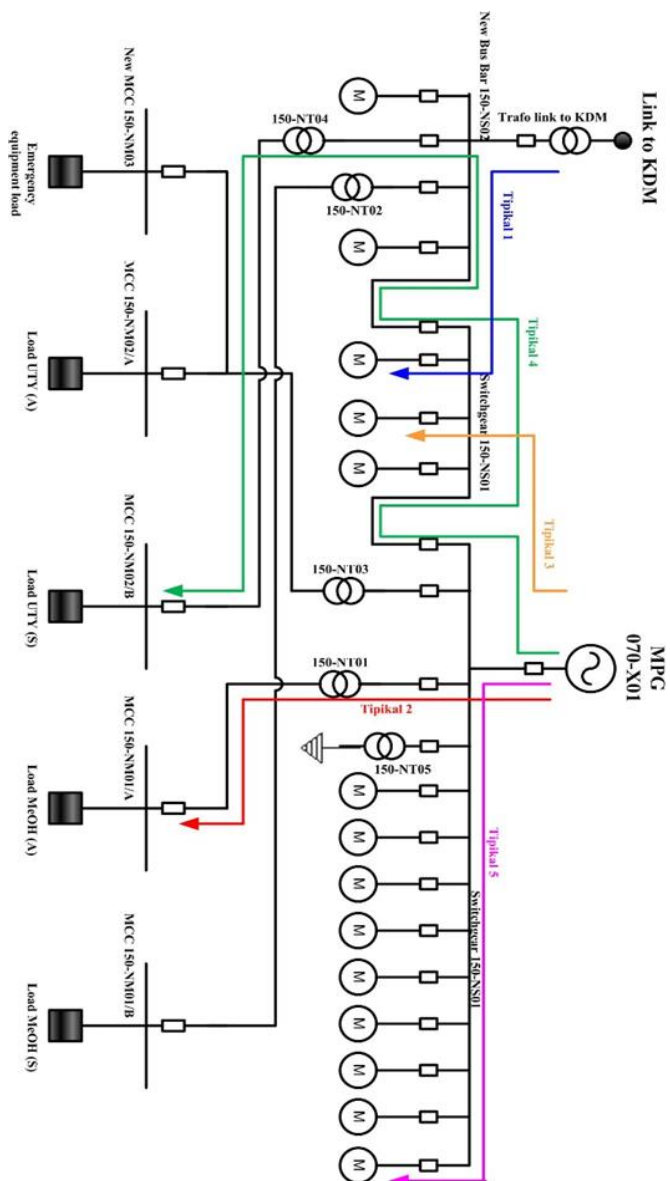 Link to KDM
Trafo link to KDM
New Bus Bar 150-NS02
Tipikal 1
Tipikal 4
Switchgear 150-NS01
Tipikal 3
MPG
070-X01
Tipikal 5
Switchgear 150-NS01
M
150-NT04
150-NT02
M
M
M
M
150-NT03
150-NT01
Tipikal 2
150-NT05
M
M
M
M
M
M
M
M
M
New MCC 150-NM03
MCC 150-NM02/A
MCC 150-NM02/B
MCC 150-NM01/A
MCC 150-NM01/B
Emergency
equipment load
Load UTY (A)
Load UTY (S)
Load MeOH (A)
Load MeOH (S)